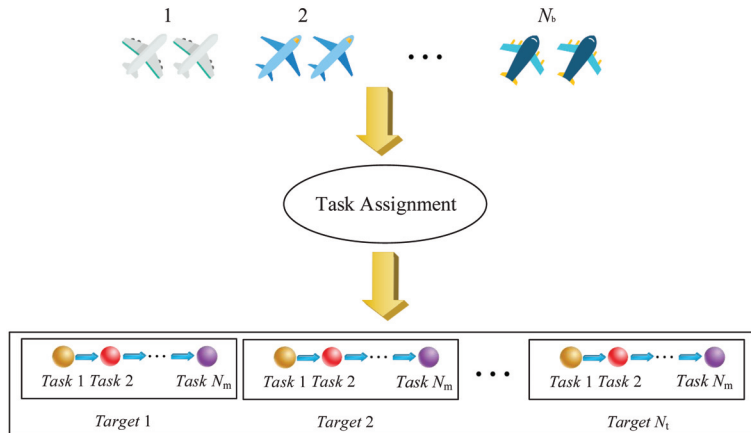 1 2 ... N_b
Task Assignment
Task 1 Task 2 ... Task N_m Task 1 Task 2 ... Task N_m ... Task 1 Task 2 ... Task N_m
Target 1 Target 2 Target N_t